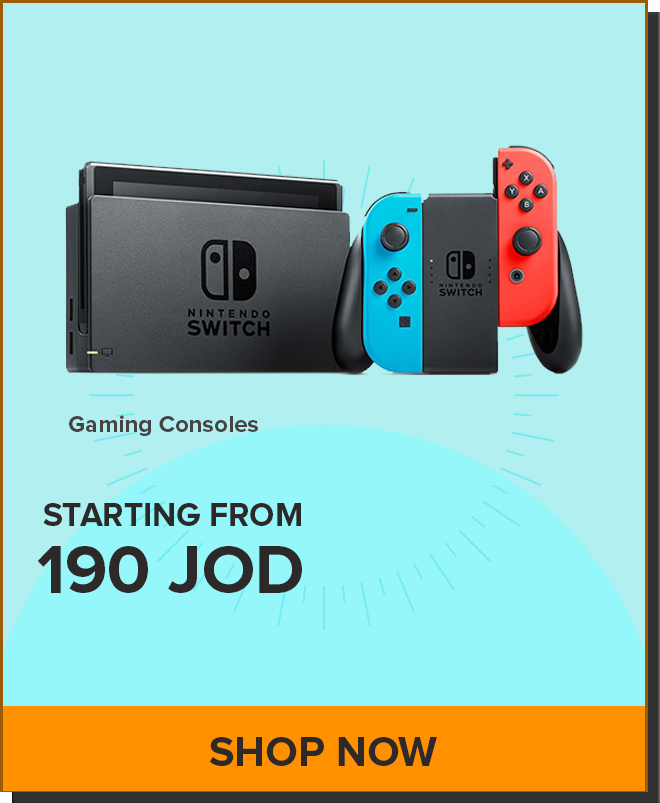 NINTENDO
SWITCH
NINTENDO
SWITCH
X
Y
A
B
Gaming Consoles
STARTING FROM
190 JOD
SHOP NOW